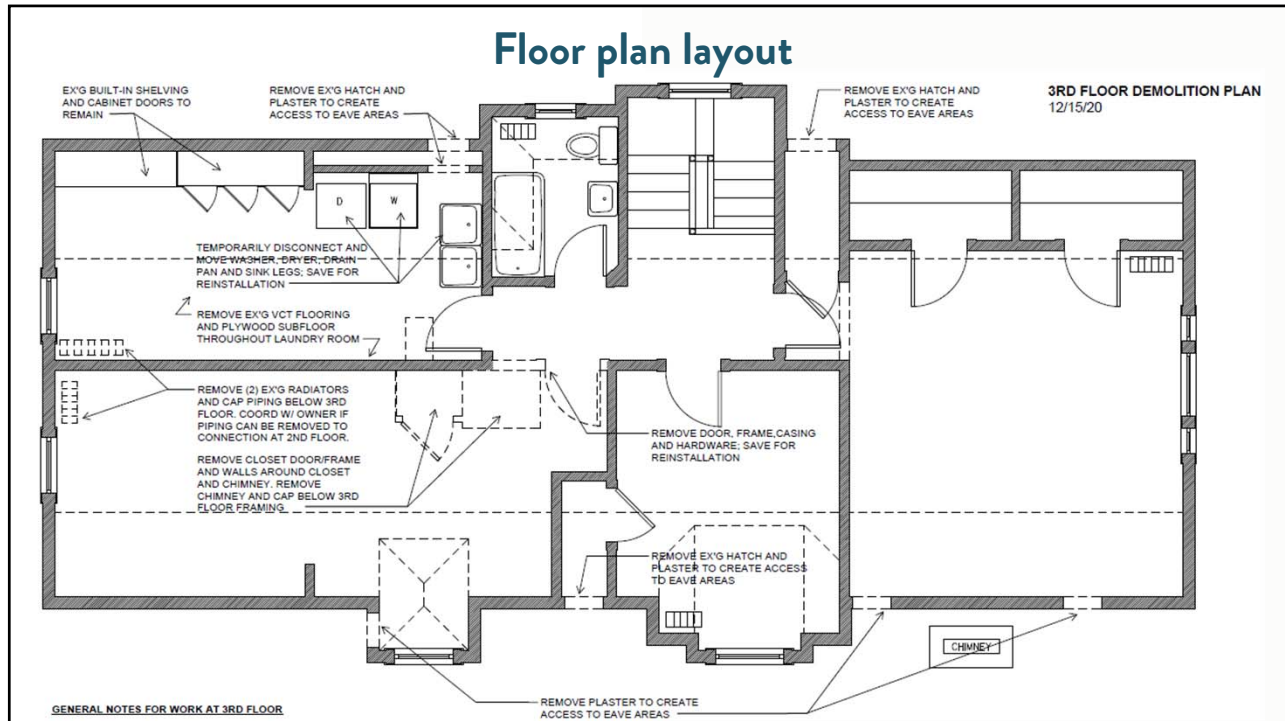 Floor plan layout
3RD FLOOR DEMOLITION PLAN
12/15/20
EX'G BUILT-IN SHELVING
AND CABINET DOORS TO
REMAIN
REMOVE EX'G HATCH AND
PLASTER TO CREATE
ACCESS TO EAVE AREAS
REMOVE EX'G HATCH AND
PLASTER TO CREATE
ACCESS TO EAVE AREAS
D
W
TEMPORARILY DISCONNECT AND
MOVE WASHER, DRYER, DRAIN
PAN AND SINK LEGS; SAVE FOR
REINSTALLATION
REMOVE EX'G VCT FLOORING
AND PLYWOOD SUBFLOOR
THROUGHOUT LAUNDRY ROOM
REMOVE (2) EX'G RADIATORS
AND CAP PIPING BELOW 3RD
FLOOR. COORD W/ OWNER IF
PIPING CAN BE REMOVED TO
CONNECTION AT 2ND FLOOR.
REMOVE CLOSET DOOR/FRAME
AND WALLS AROUND CLOSET
AND CHIMNEY. REMOVE
CHIMNEY AND CAP BELOW 3RD
FLOOR FRAMING
REMOVE DOOR, FRAME,CASING
AND HARDWARE; SAVE FOR
REINSTALLATION
REMOVE EX'G HATCH AND
PLASTER TO CREATE ACCESS
TO EAVE AREAS
CHIMNEY
REMOVE PLASTER TO CREATE
ACCESS TO EAVE AREAS
GENERAL NOTES FOR WORK AT 3RD FLOOR